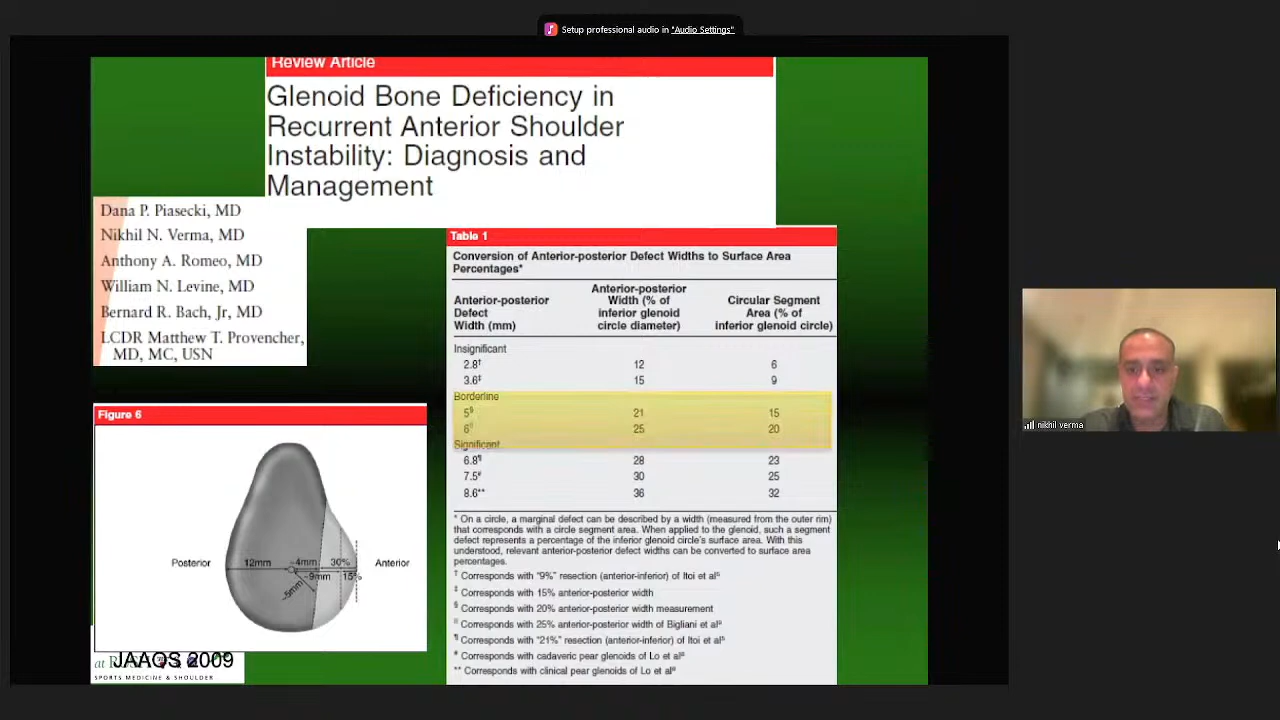 Setup professional audio in "Audio Settings"
Review Article
Glenoid Bone Deficiency in
Recurrent Anterior Shoulder
Instability: Diagnosis and
Management
Dana P. Piasecki, MD
Nikhil N. Verma, MD
Anthony A. Romeo, MD
William N. Levine, MD
Bernard R. Bach, Jr, MD
LCDR Matthew T. Provencher,
MD, MC, USN
Table 1
Conversion of Anterior-posterior Defect Widths to Surface Area
Percentages*
Anterior-posterior Defect Width (mm)
Anterior-posterior Width (% of inferior glenoid circle diameter)
Circular Segment Area (% of inferior glenoid circle)
Insignificant
2.8† 12 6
3.6‡ 15 9
Borderline
5§ 21 15
6|| 25 20
Significant
6.8¶ 28 23
7.5# 30 25
8.6** 36 32
* On a circle, a marginal defect can be described by a width (measured from the outer rim)
that corresponds with a circle segment area. When applied to the glenoid, such a segment
defect represents a percentage of the inferior glenoid circle's surface area. With this
understood, relevant anterior-posterior defect widths can be converted to surface area
percentages.
† Corresponds with "9%" resection (anterior-inferior) of Itoi et al
‡ Corresponds with 15% anterior-posterior width
§ Corresponds with 20% anterior-posterior width measurement
|| Corresponds with 25% anterior-posterior width of Bigliani et al
¶ Corresponds with "21%" resection (anterior-inferior) of Itoi et al
# Corresponds with cadaveric pear glenoids of Lo et al
** Corresponds with clinical pear glenoids of Lo et al
Figure 6
Posterior
12mm
4mm
30%
Anterior
9mm
15%
5mm
at R
JAAOS 2009
SPORTS MEDICINE & SHOULDER
nikhil verma